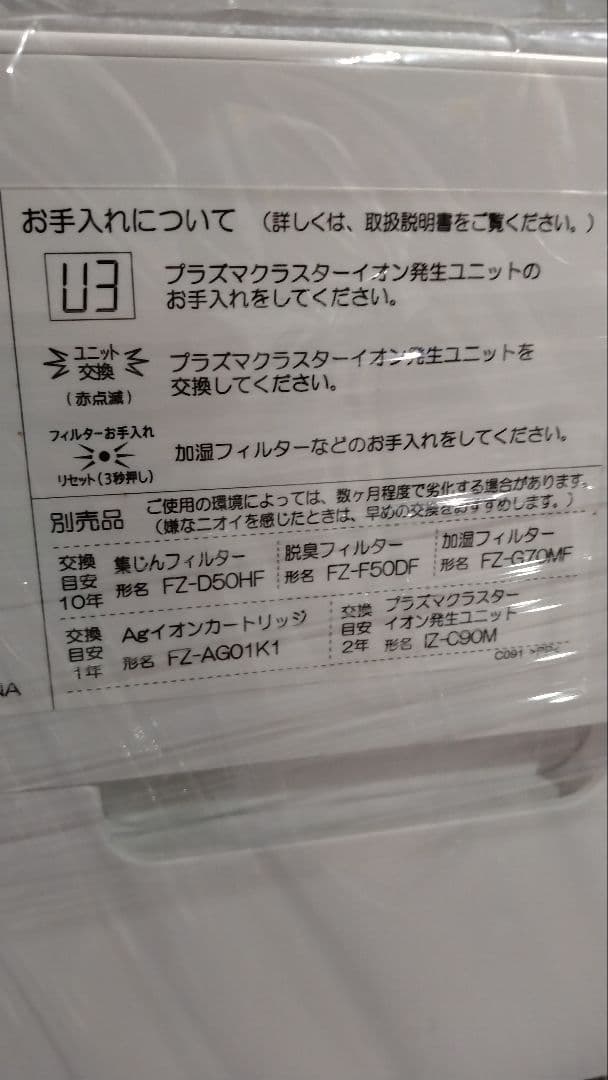 お手入れについて （詳しくは、取扱説明書をご覧ください。）
U3 プラズマクラスターイオン発生ユニットの
お手入れをしてください。
ユニット
交換
(赤点滅)
プラズマクラスターイオン発生ユニットを
交換してください。
フィルターお手入れ
リセット(3秒押し)
加湿フィルターなどのお手入れをしてください。
別売品
ご使用の環境によっては、数ヶ月程度で劣化する場合があります。
（嫌なニオイを感じたときは、早めの交換をおすすめします。）
交換
目安
10年
集じんフィルター
形名 FZ-D50HF
脱臭フィルター
形名 FZ-F50DF
加湿フィルター
形名 FZ-G70MF
交換
目安
1年
Agイオンカートリッジ
形名 FZ-AG01K1
交換
目安
2年
プラズマクラスター
イオン発生ユニット
形名 IZ-C90M
C091
NA